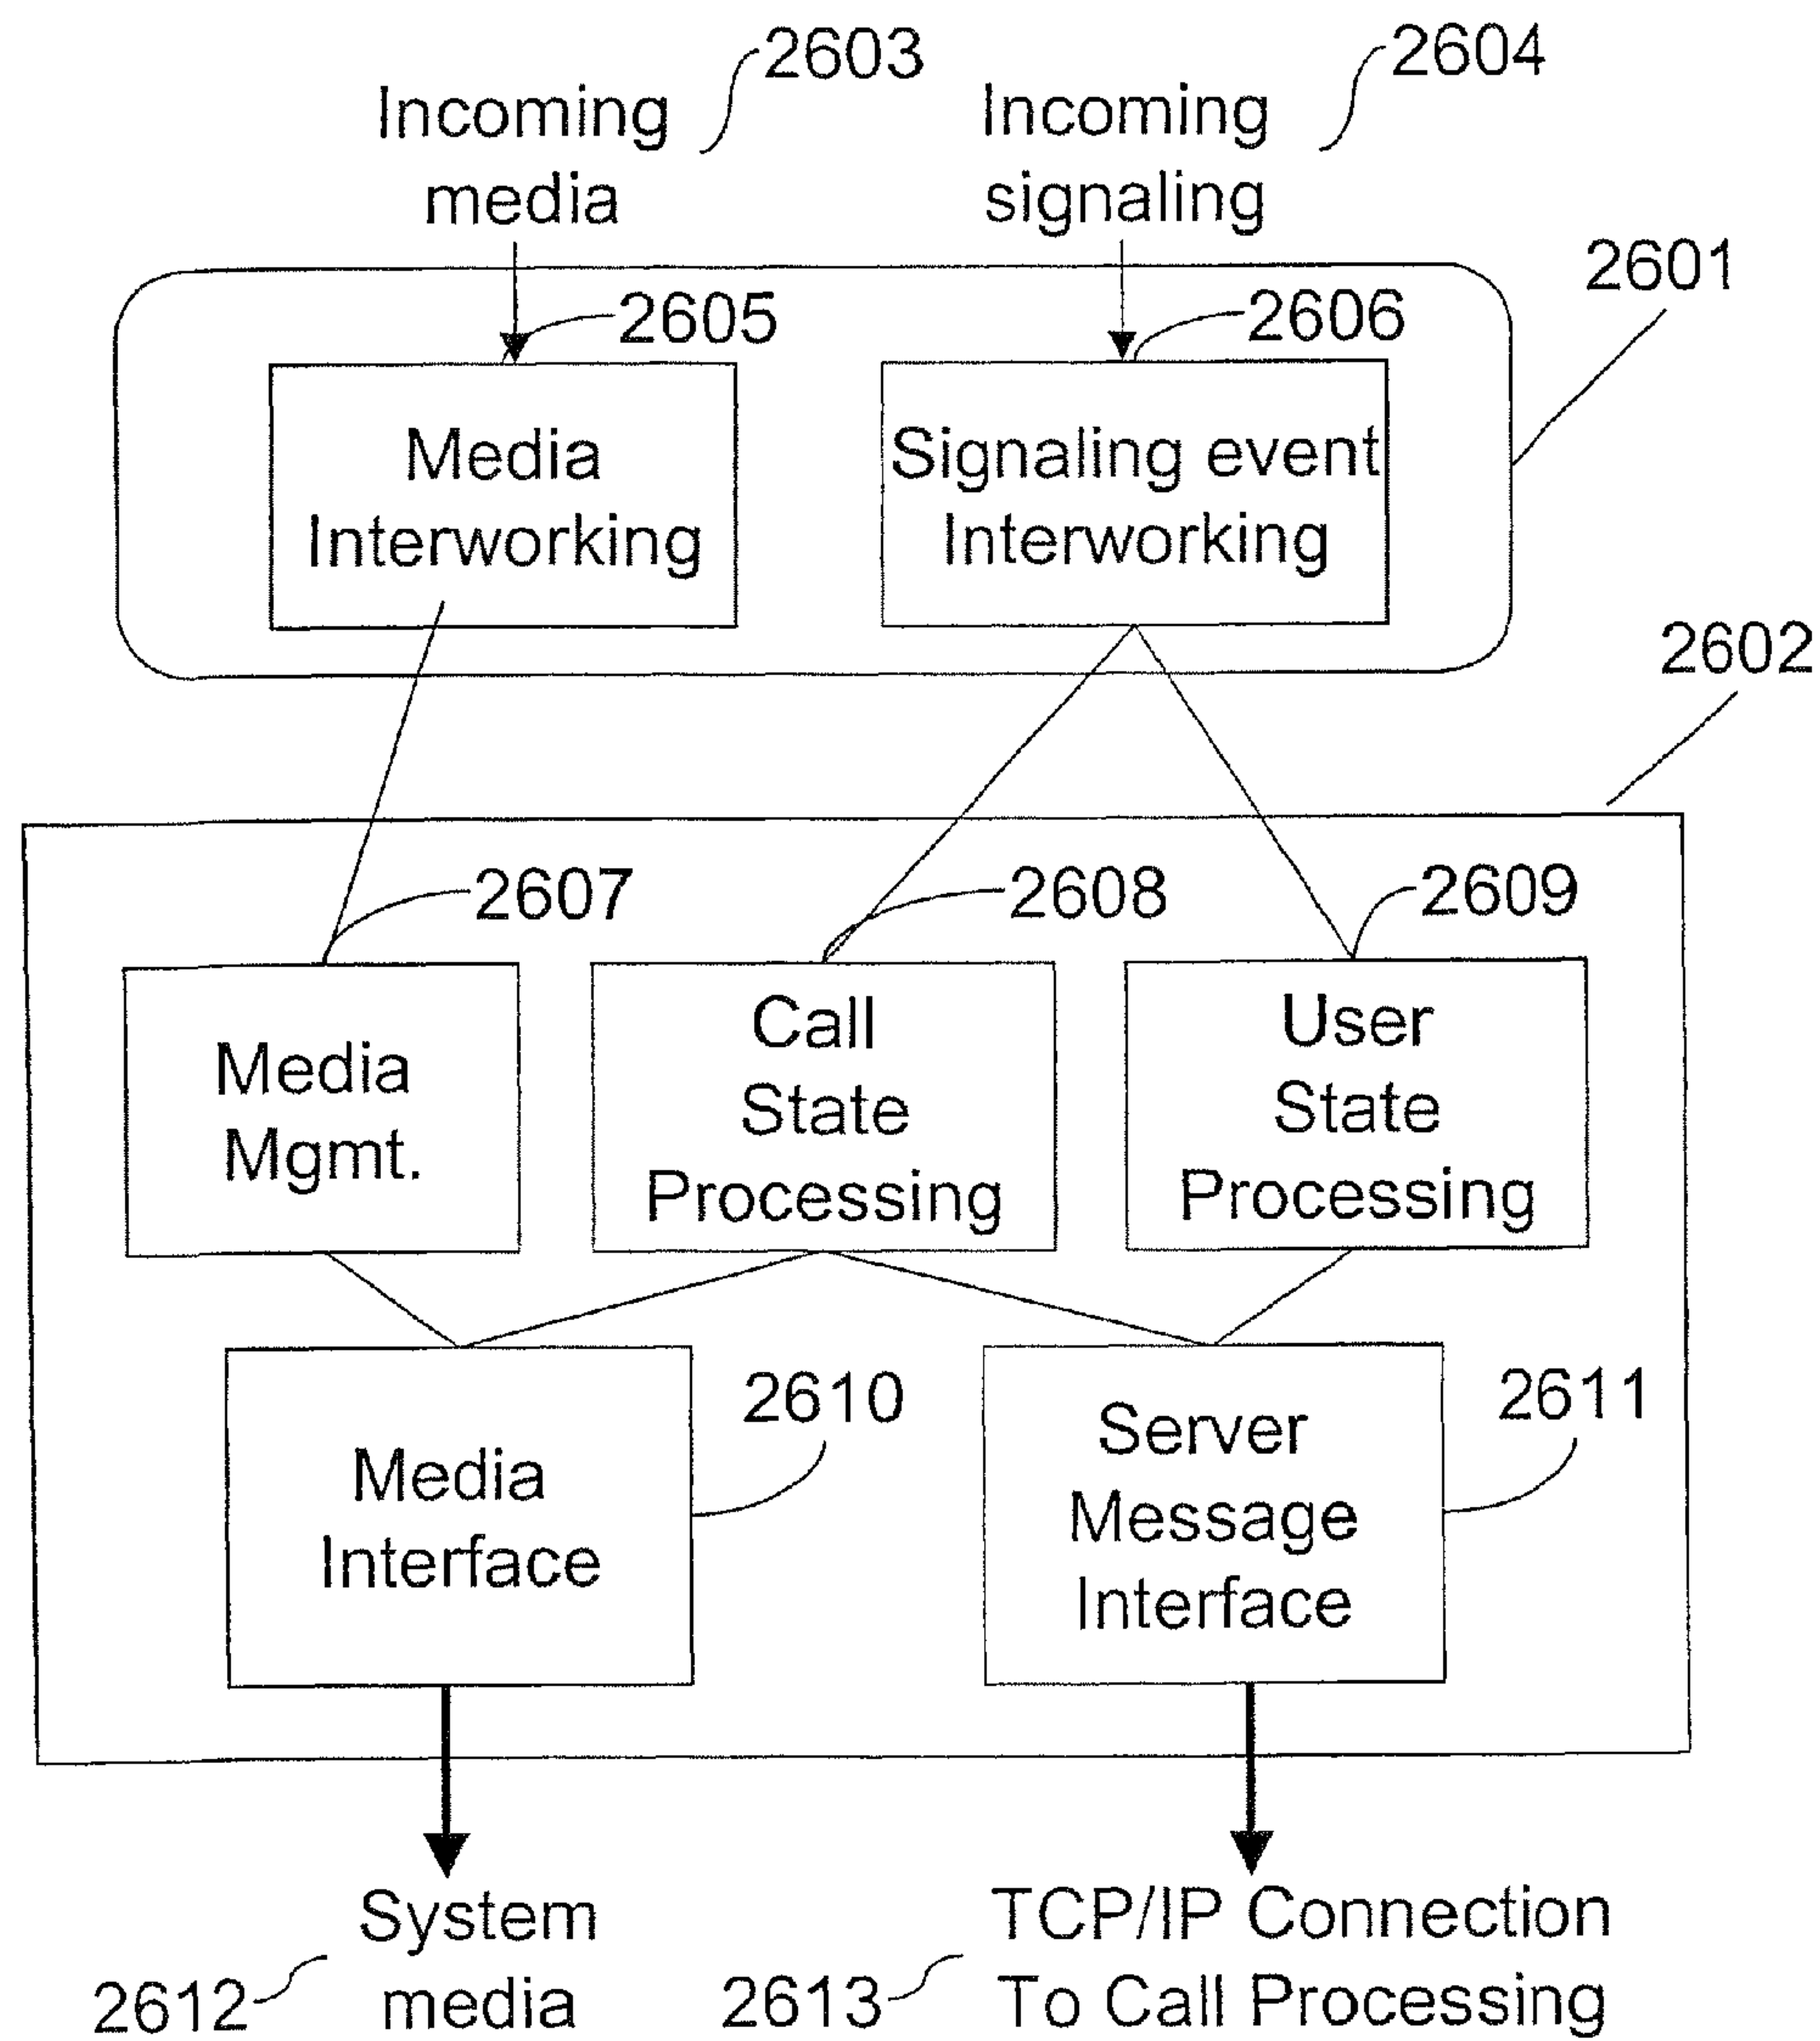 2603
2604
Incoming
media
Incoming
signaling
2601
2605
2606
Media
Interworking
Signaling event
Interworking
2602
2607
2608
2609
Media
Mgmt.
Call
State
Processing
User
State
Processing
2610
2611
Media
Interface
Server
Message
Interface
System
media
2612
TCP/IP Connection
To Call Processing
2613